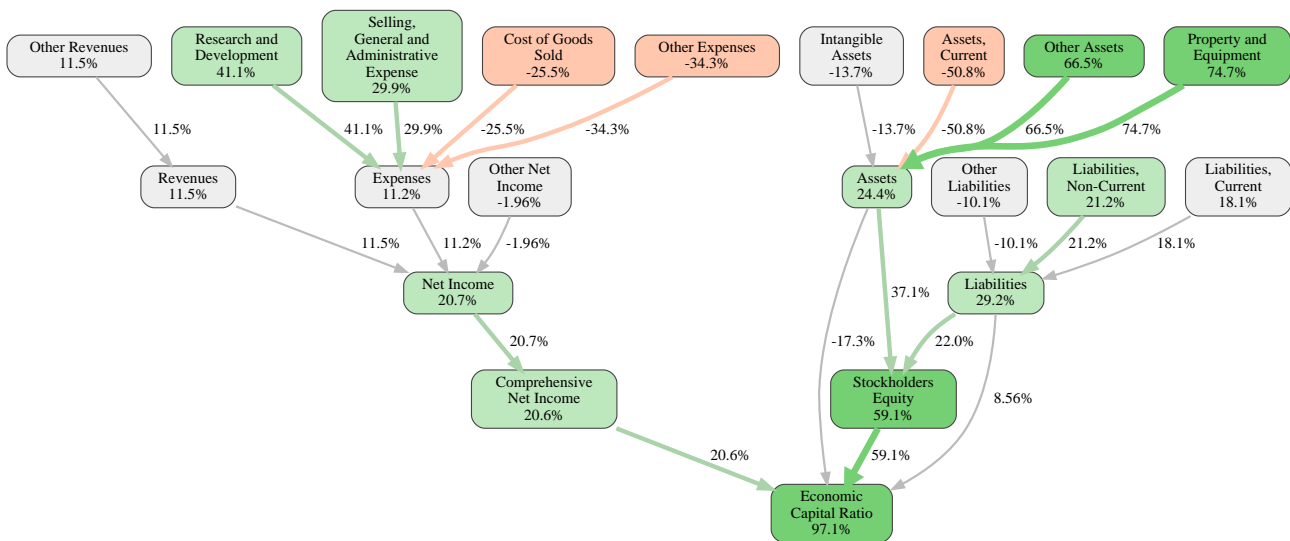 Other Revenues
11.5%
Research and
Development
41.1%
Selling,
General and
Administrative
Expense
29.9%
Cost of Goods
Sold
-25.5%
Other Expenses
-34.3%
Intangible
Assets
-13.7%
Assets,
Current
-50.8%
Other Assets
66.5%
Property and
Equipment
74.7%
11.5%
41.1%
29.9%
-25.5%
-34.3%
-13.7%
-50.8%
66.5%
74.7%
Revenues
11.5%
Expenses
11.2%
Other Net
Income
-1.96%
Assets
24.4%
Other
Liabilities
-10.1%
Liabilities,
Non-Current
21.2%
Liabilities,
Current
18.1%
11.5%
11.2%
-1.96%
-10.1%
21.2%
18.1%
Net Income
20.7%
37.1%
Liabilities
29.2%
20.7%
-17.3%
22.0%
Comprehensive
Net Income
20.6%
Stockholders
Equity
59.1%
8.56%
20.6%
59.1%
Economic
Capital Ratio
97.1%